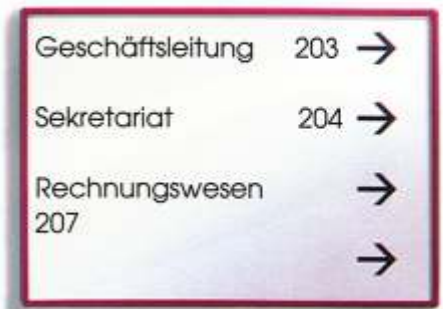 Geschäftsleitung 203 →
Sekretariat 204 →
Rechnungswesen →
207
→